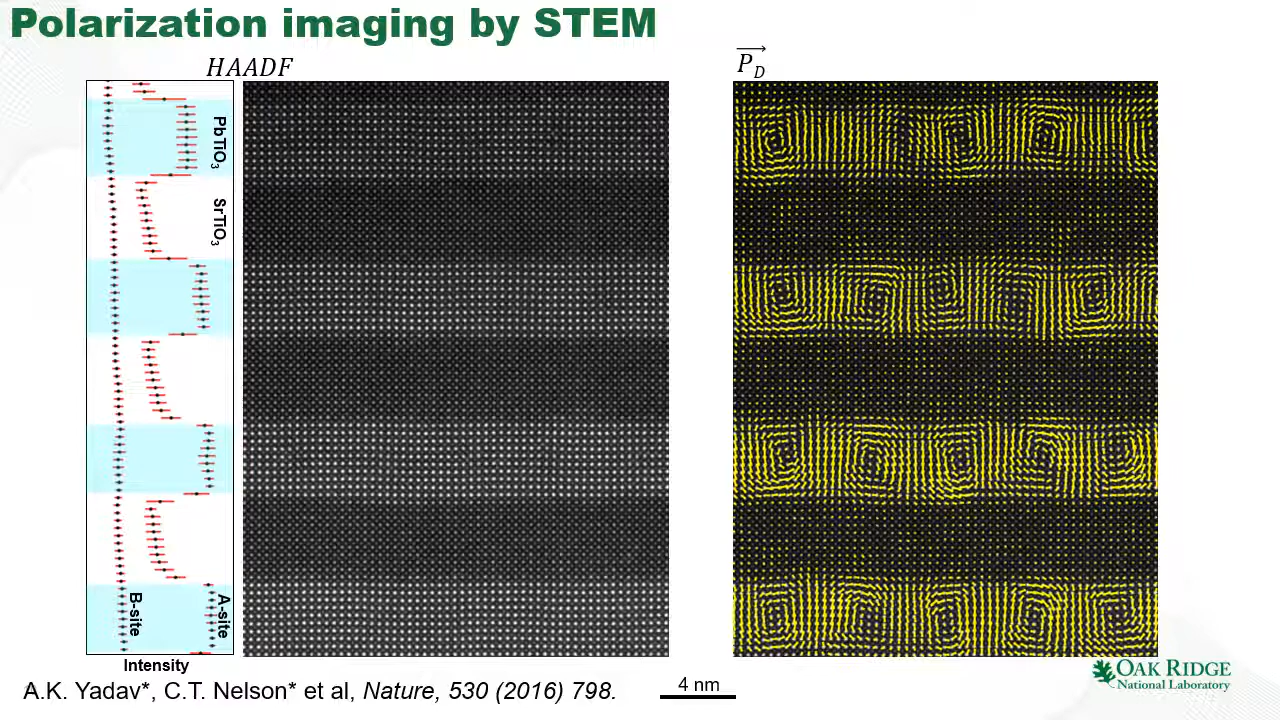 Polarization imaging by STEM
HAADF
P_D
PbTiO₃
SrTiO₃
B-site
A-site
Intensity
A.K. Yadav*, C.T. Nelson* et al, Nature, 530 (2016) 798.
4 nm
OAK RIDGE
National Laboratory